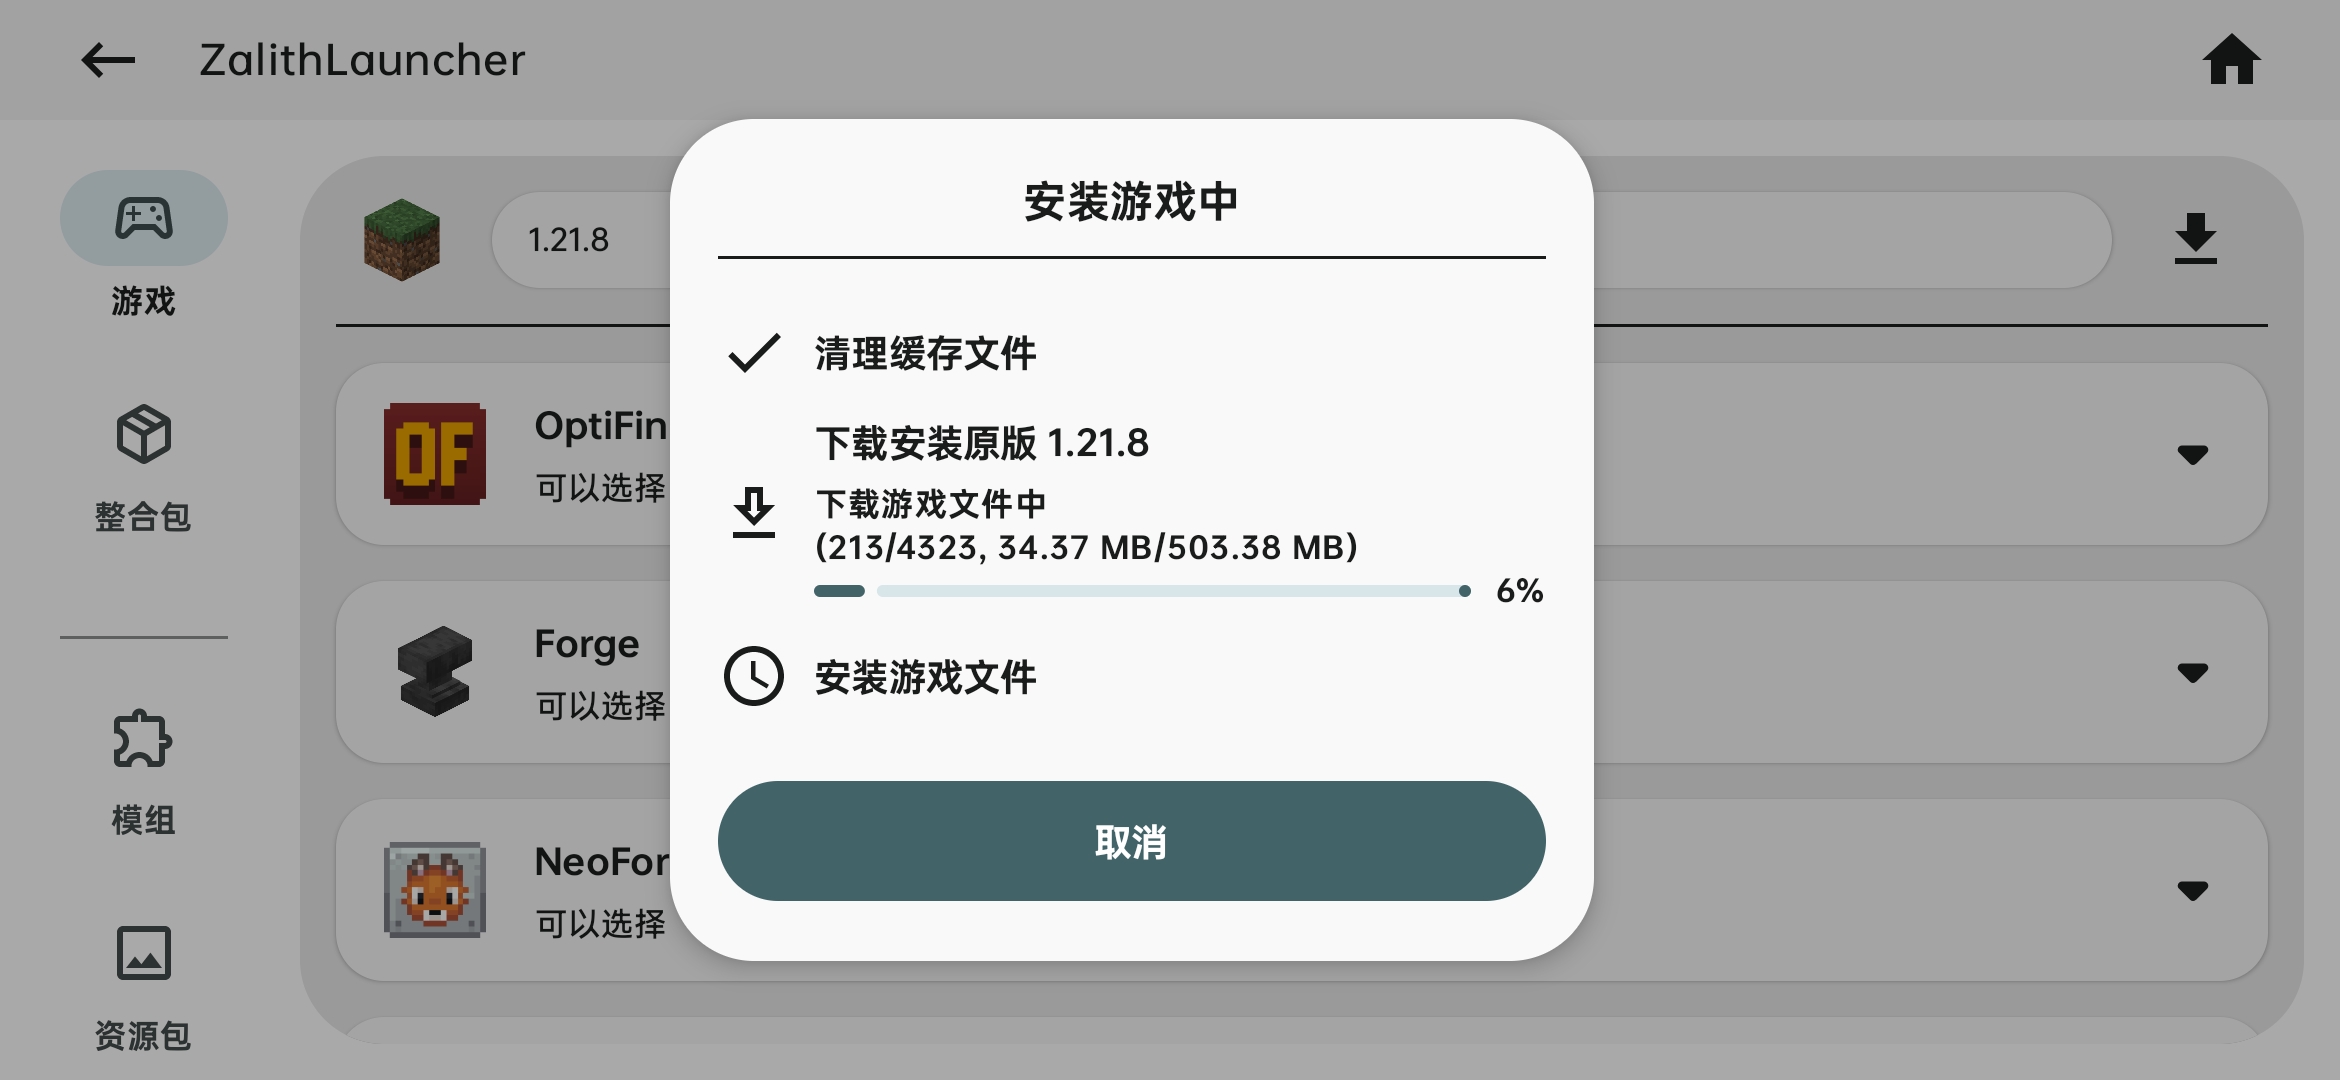 ZalithLauncher
游戏
整合包
模组
资源包
1.21.8
OptiFin
可以选择
Forge
可以选择
NeoFor
可以选择
安装游戏中
清理缓存文件
下载安装原版 1.21.8
下载游戏文件中
(213/4323, 34.37 MB/503.38 MB)
6%
安装游戏文件
取消